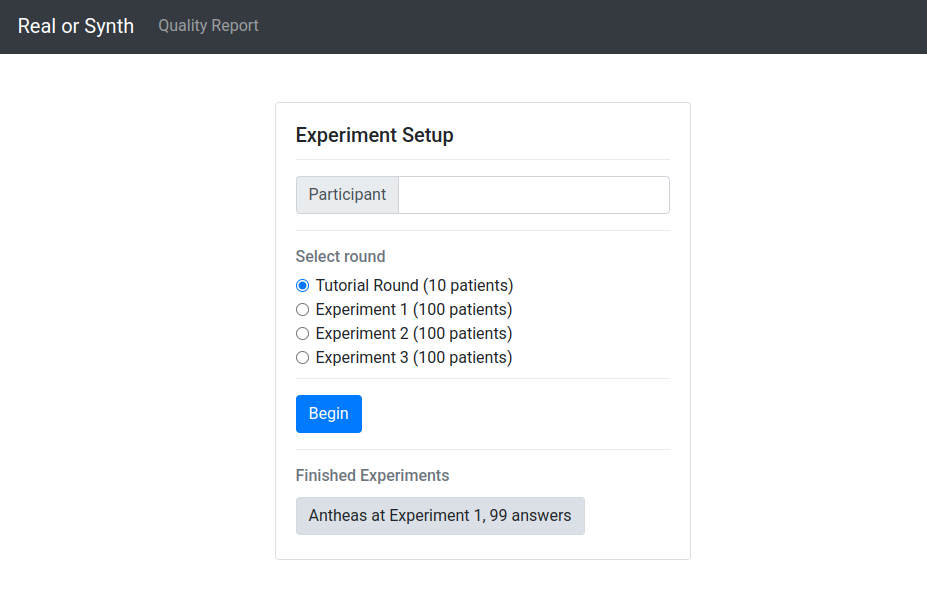 Real or Synth Quality Report
Experiment Setup
Participant
Select round
Tutorial Round (10 patients)
Experiment 1 (100 patients)
Experiment 2 (100 patients)
Experiment 3 (100 patients)
Begin
Finished Experiments
Antheas at Experiment 1, 99 answers